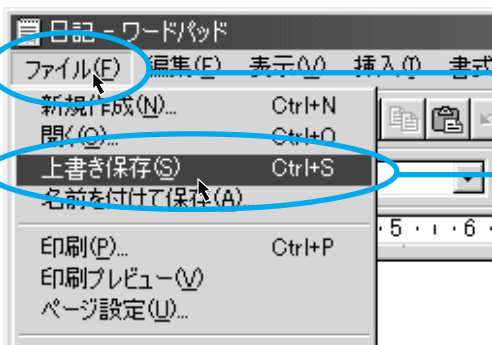 日記 - ワードパッド
ファイル(F) 編集(E) 表示(V) 挿入(I) 書式
新規作成(N)... Ctrl+N
開く(O)... Ctrl+O
上書き保存(S) Ctrl+S
名前を付けて保存(A)
5 6
印刷(P)... Ctrl+P
印刷プレビュー(V)
ページ設定(U)...